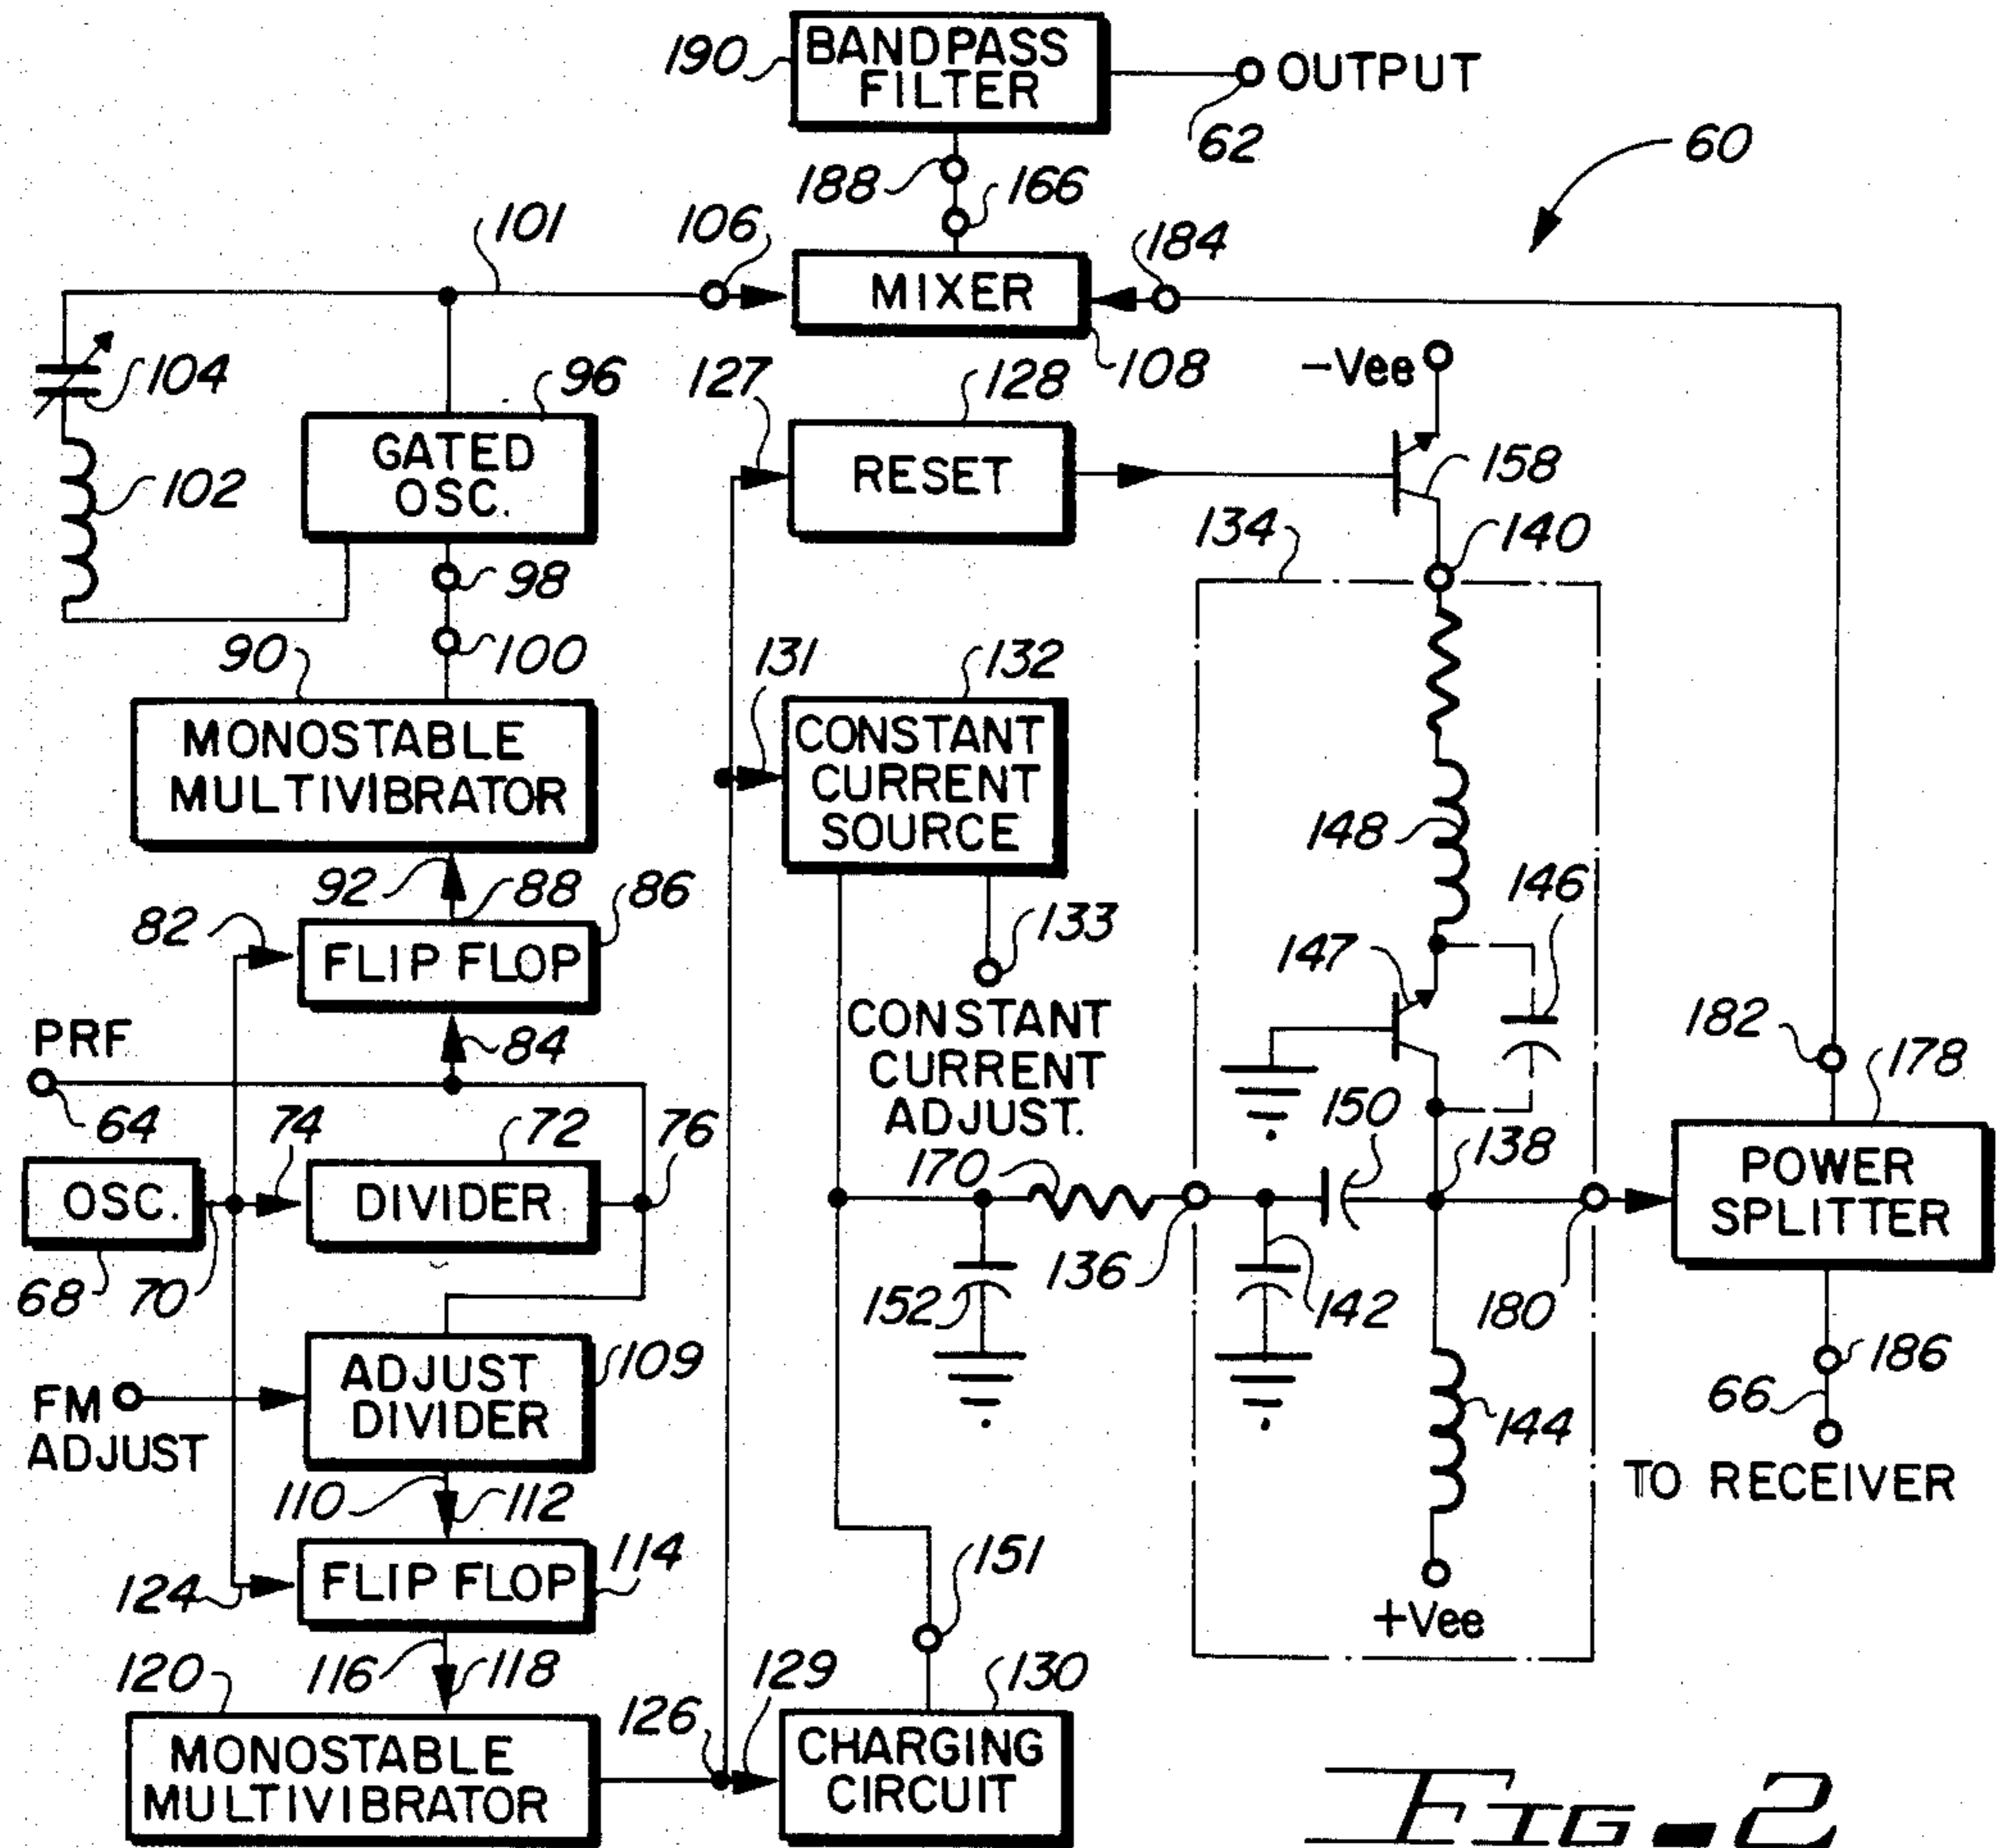 BANDPASS
FILTER
190
OUTPUT
62
60
188
166
101
106
184
MIXER
108
104
96
127
128
-Vee
GATED
OSC.
RESET
158
102
134
140
98
100
90
131
132
MONOSTABLE
MULTIVIBRATOR
CONSTANT
CURRENT
SOURCE
148
146
92
88
86
82
FLIP FLOP
133
147
CONSTANT
CURRENT
ADJUST.
PRF
84
64
74
72
76
150
182
178
138
170
OSC.
DIVIDER
POWER
SPLITTER
68
70
136
152
142
180
ADJUST
DIVIDER
109
186
FM
ADJUST
66
144
110
112
TO RECEIVER
FLIP FLOP
114
151
124
+Vee
116
118
120
126
129
130
MONOSTABLE
MULTIVIBRATOR
CHARGING
CIRCUIT
FIG-2